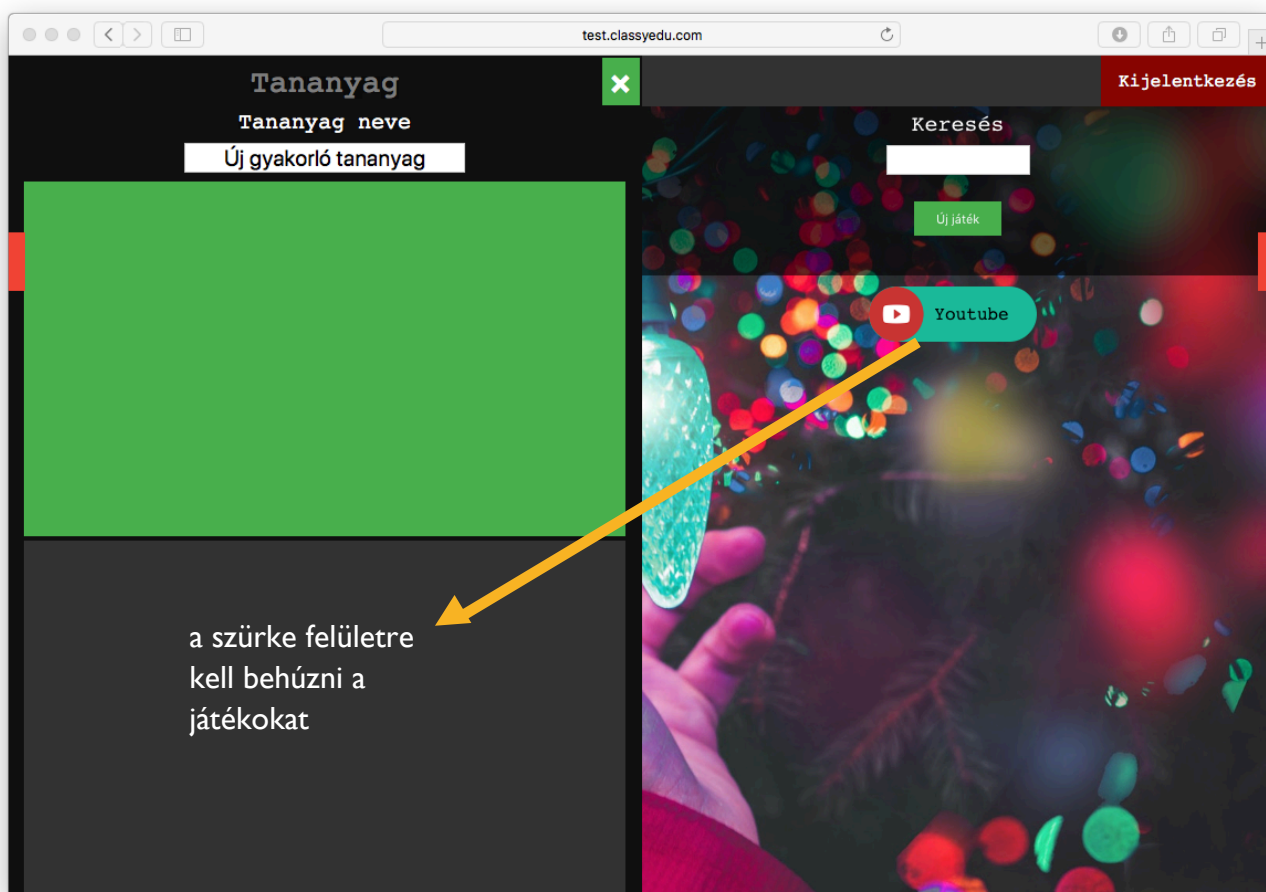 test.classyedu.com
Tananyag
Tananyag neve
Új gyakorló tananyag
Kijelentkezés
Keresés
Új játék
Youtube
a szürke felületre
kell behúzni a
játékokat